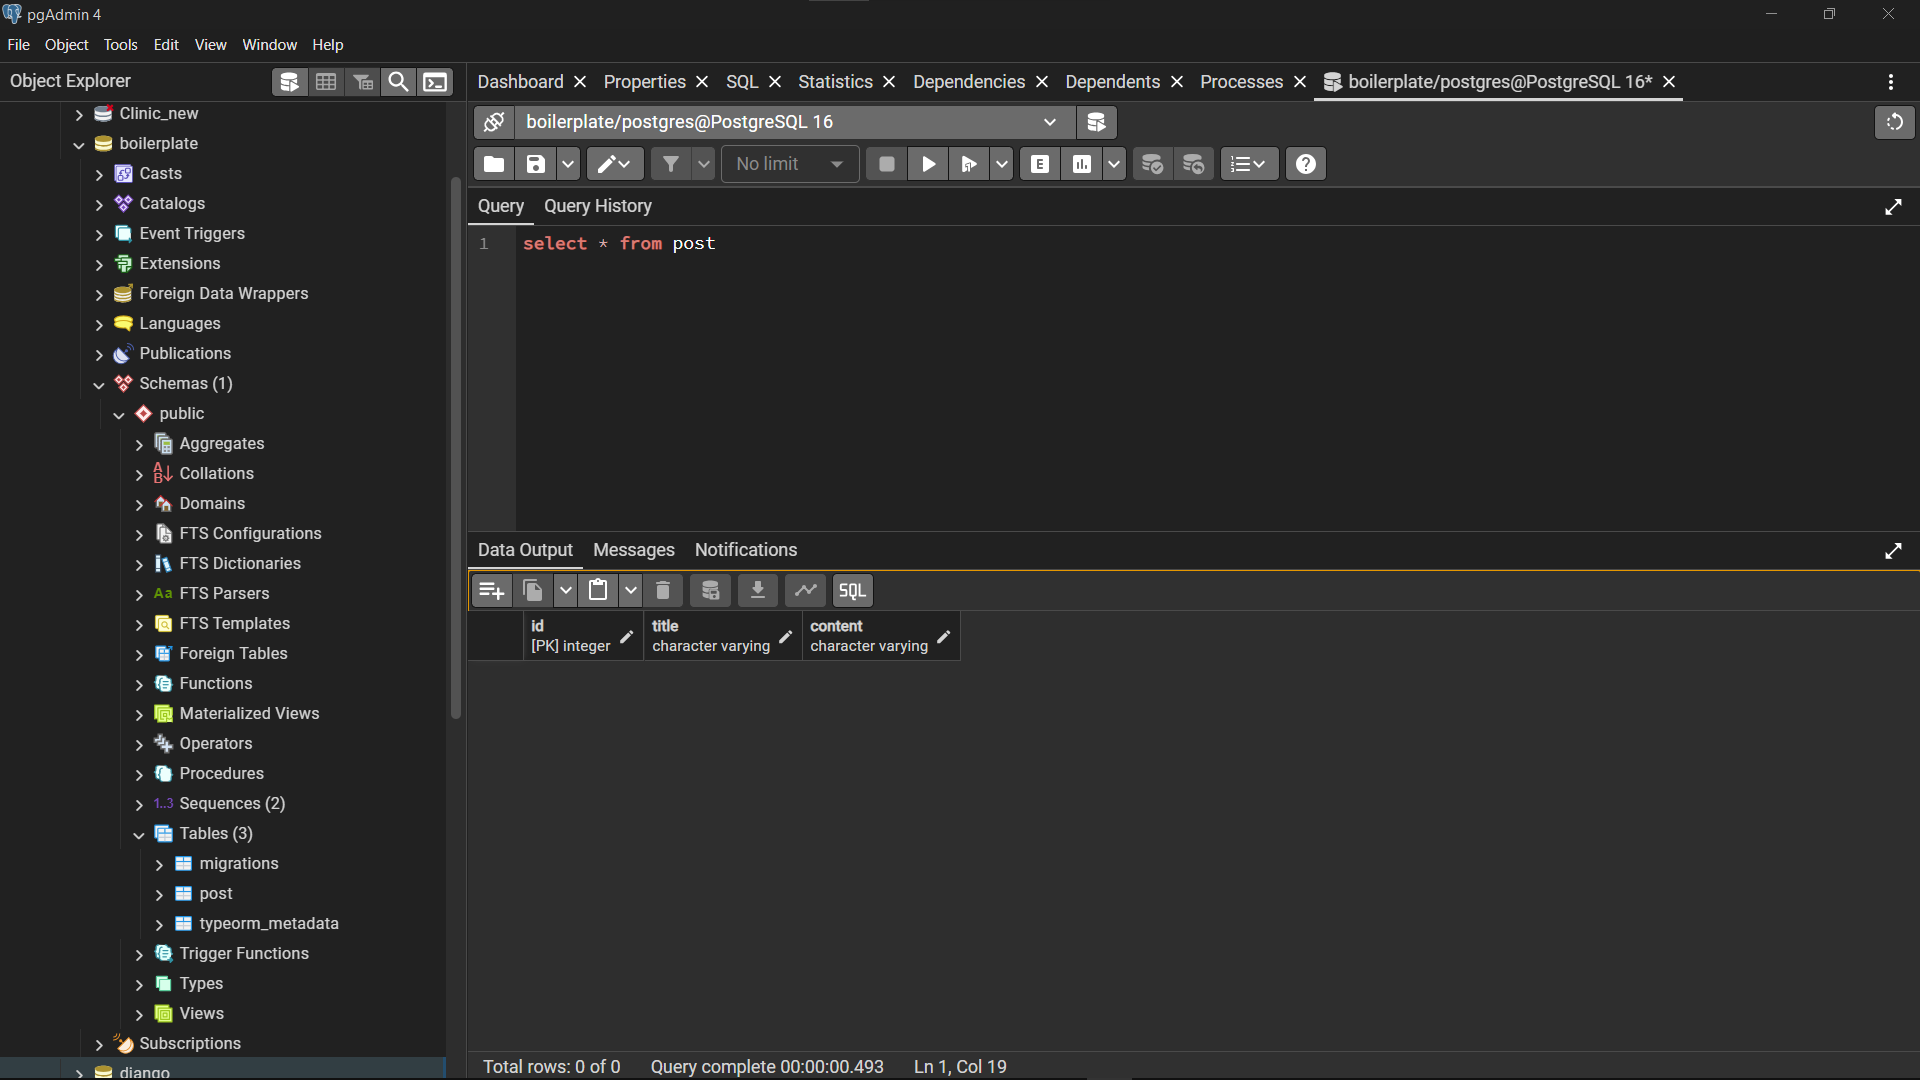 pgAdmin 4
File Object Tools Edit View Window Help
Object Explorer
Dashboard Properties SQL Statistics Dependencies Dependents Processes boilerplate/postgres@PostgreSQL 16*
Clinic_new
boilerplate
Casts
Catalogs
Event Triggers
Extensions
Foreign Data Wrappers
Languages
Publications
Schemas (1)
public
Aggregates
Collations
Domains
FTS Configurations
FTS Dictionaries
Aa FTS Parsers
FTS Templates
Foreign Tables
Functions
Materialized Views
Operators
Procedures
1..3 Sequences (2)
Tables (3)
migrations
post
typeorm_metadata
Trigger Functions
Types
Views
Subscriptions
django
boilerplate/postgres@PostgreSQL 16
No limit
E
Query Query History
1 select * from post
Data Output Messages Notifications
SQL
id title content
[PK] integer character varying character varying
Total rows: 0 of 0 Query complete 00:00:00.493 Ln 1, Col 19